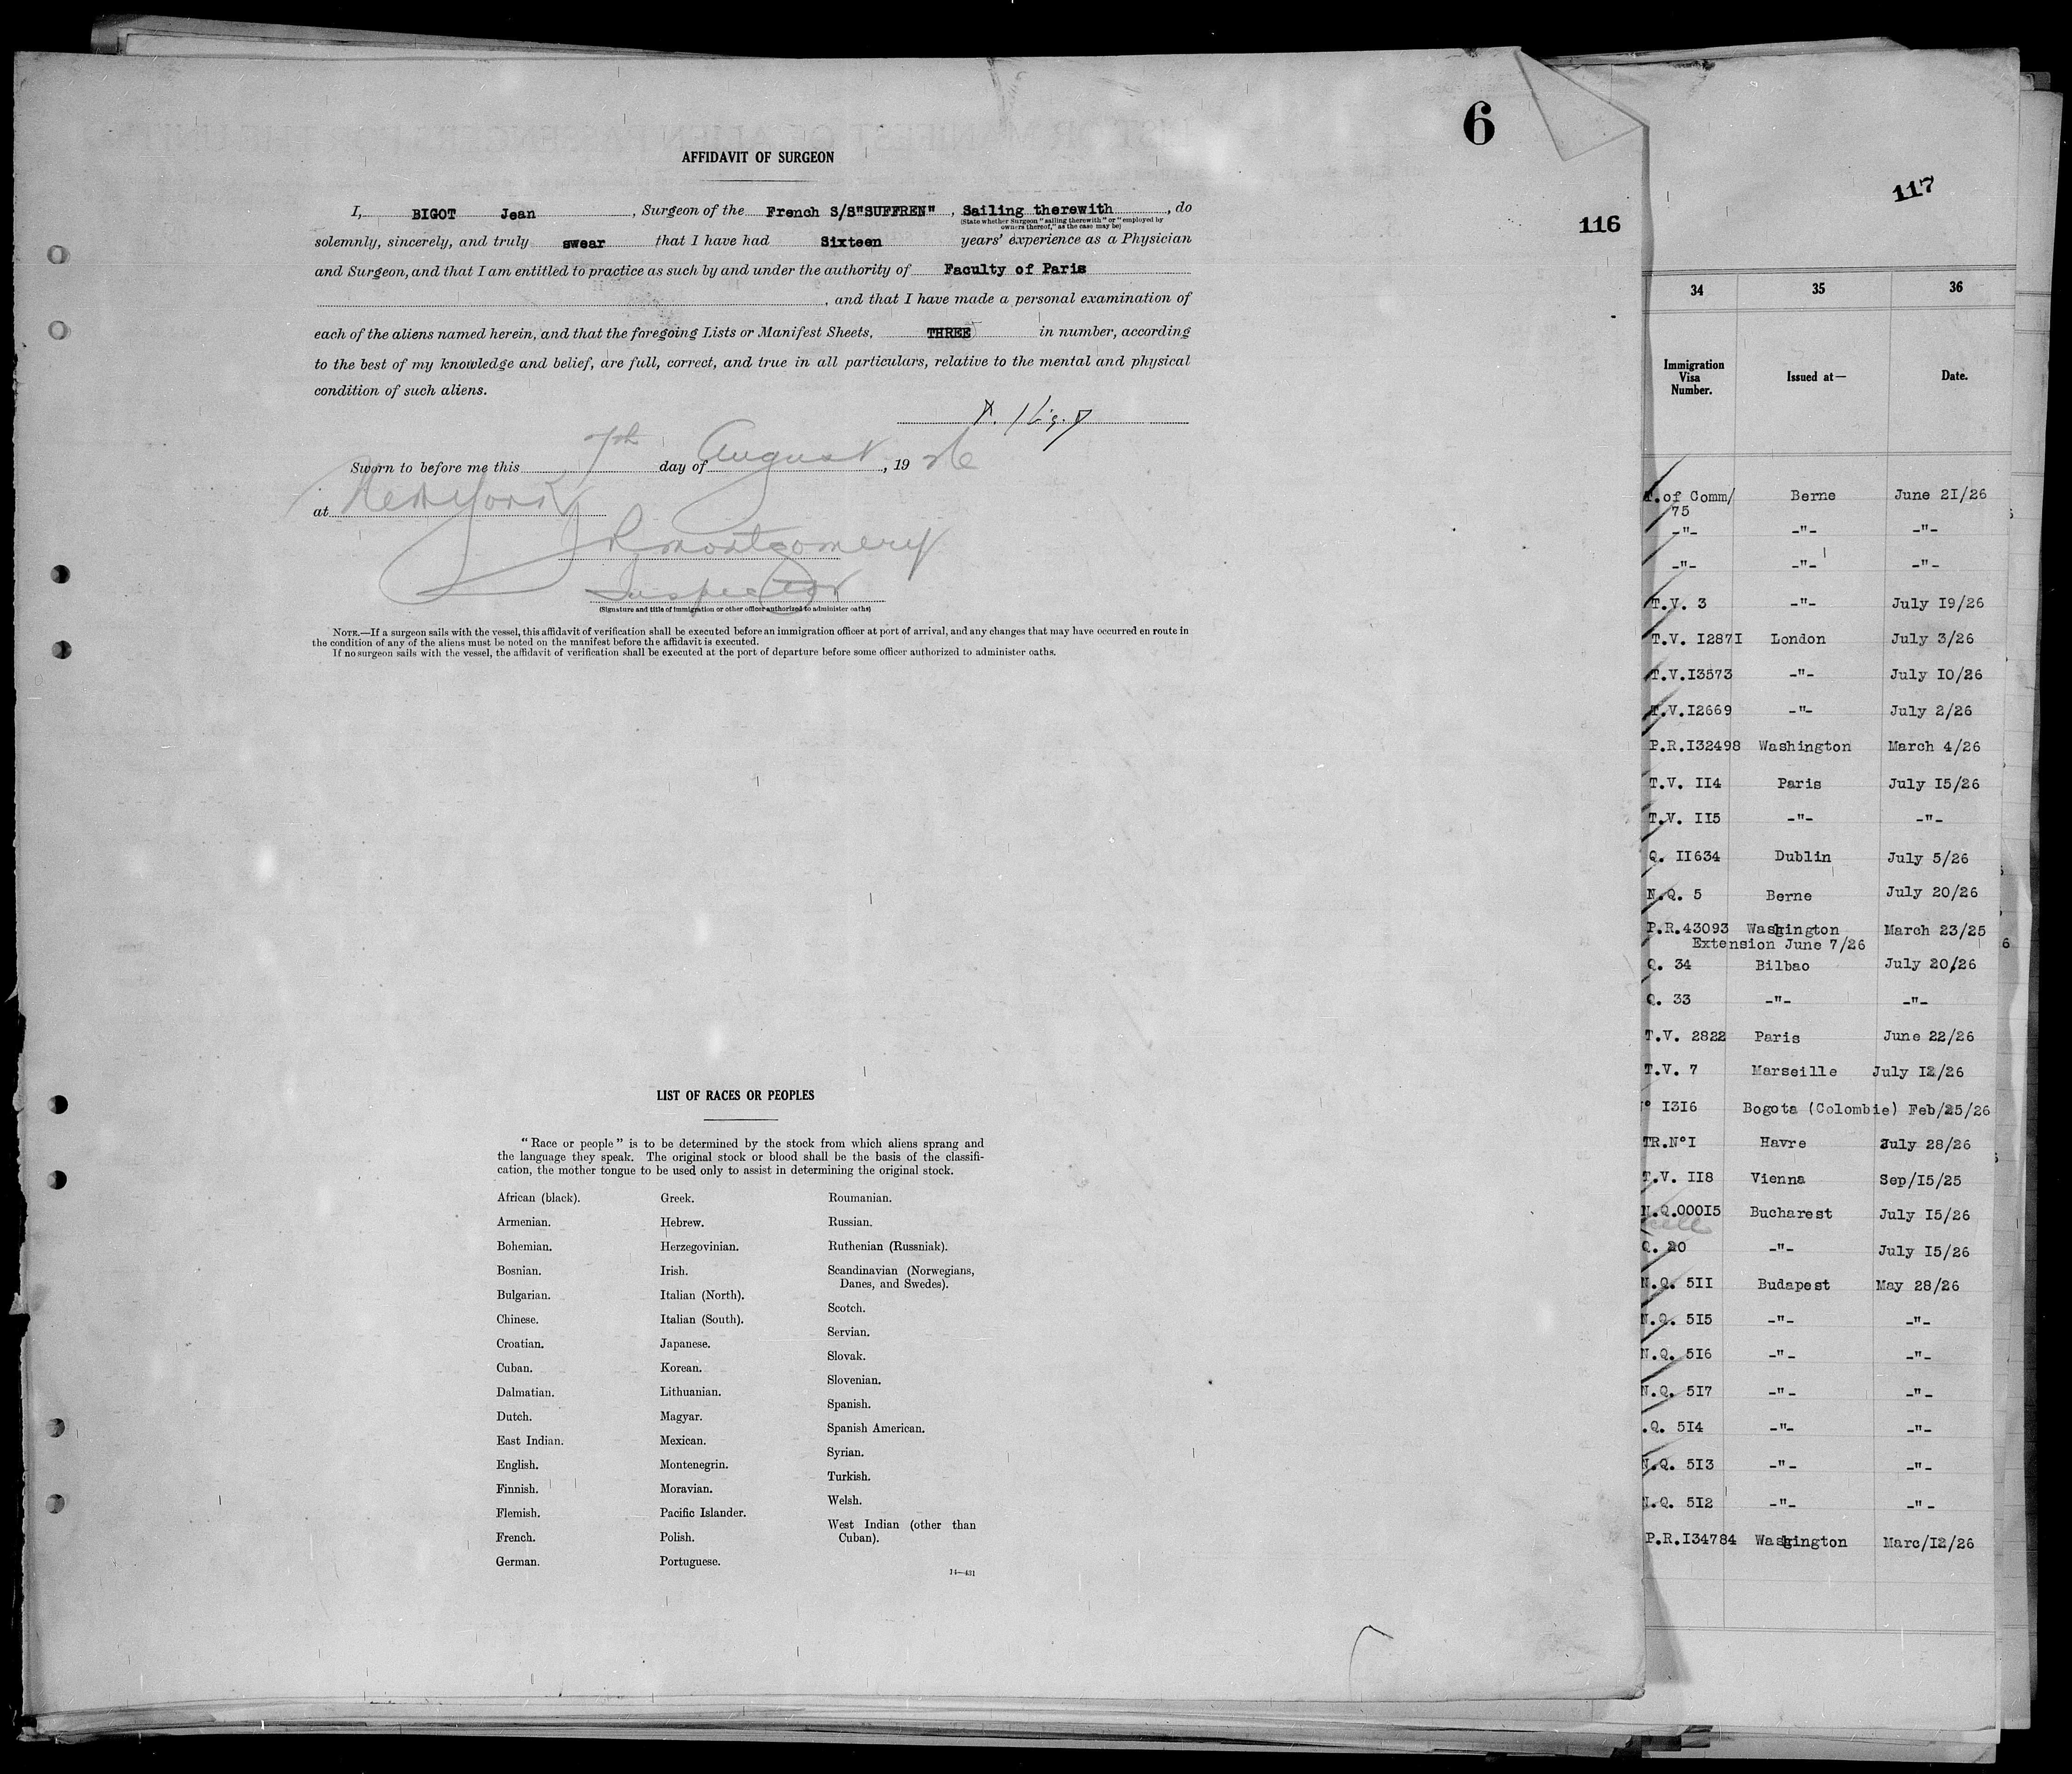 6
AFFIDAVIT OF SURGEON
116
I, BIGOT Jean, Surgeon of the French S/S"SUFFREN", Sailing therewith, do
(State whether Surgeon "sailing therewith" or "employed by
owners thereof," as the case may be)
solemnly, sincerely, and truly swear that I have had Sixteen years' experience as a Physician
and Surgeon, and that I am entitled to practice as such by and under the authority of Faculty of Paris
, and that I have made a personal examination of
each of the aliens named herein, and that the foregoing Lists or Manifest Sheets, THREE in number, according
to the best of my knowledge and belief, are full, correct, and true in all particulars, relative to the mental and physical
condition of such aliens.
Sworn to before me this 7th day of August, 19 26
at New York
Montgomery
Inspector
(Signature and title of immigration or other officer authorized to administer oaths)
NOTE.—If a surgeon sails with the vessel, this affidavit of verification shall be executed before an immigration officer at port of arrival, and any changes that may have occurred en route in
the condition of any of the aliens must be noted on the manifest before the affidavit is executed.
If no surgeon sails with the vessel, the affidavit of verification shall be executed at the port of departure before some officer authorized to administer oaths.
LIST OF RACES OR PEOPLES
"Race or people" is to be determined by the stock from which aliens sprang and
the language they speak. The original stock or blood shall be the basis of the classifi-
cation, the mother tongue to be used only to assist in determining the original stock.
African (black).
Armenian.
Bohemian.
Bosnian.
Bulgarian.
Chinese.
Croatian.
Cuban.
Dalmatian.
Dutch.
East Indian.
English.
Finnish.
Flemish.
French.
German.
Greek.
Hebrew.
Herzegovinian.
Irish.
Italian (North).
Italian (South).
Japanese.
Korean.
Lithuanian.
Magyar.
Mexican.
Montenegrin.
Moravian.
Pacific Islander.
Polish.
Portuguese.
Roumanian.
Russian.
Ruthenian (Russniak).
Scandinavian (Norwegians,
Danes, and Swedes).
Scotch.
Servian.
Slovak.
Slovenian.
Spanish.
Spanish American.
Syrian.
Turkish.
Welsh.
West Indian (other than
Cuban).
14—431
117
34 35 36
Immigration
Visa
Number.
Issued at—
Date.
T.of Comm/ Berne June 21/26
75
-"- -"- -"-
-"- -"- -"-
T.V. 3 -"- July I9/26
T.V. I287I London July 3/26
T.V.I3573 -"- July I0/26
T.V.I2669 -"- July 2/26
P.R.I32498 Washington March 4/26
T.V. II4 Paris July I5/26
T.V. II5 -"- -"-
Q. II634 Dublin July 5/26
N.Q. 5 Berne July 20/26
P.R.43093 Washington March 23/25
Extension June 7/26
Q. 34 Bilbao July 20/26
Q. 33 -"- -"-
T.V. 2822 Paris June 22/26
T.V. 7 Marseille July I2/26
N° I3I6 Bogota (Colombie) Feb/25/26
TR.N°I Havre July 28/26
T.V. II8 Vienna Sep/I5/25
N.Q.000I5 Bucharest July I5/26
Q. 20 -"- July I5/26
N.Q. 5II Budapest May 28/26
N.Q. 5I5 -"- -"-
N.Q. 5I6 -"- -"-
N.Q. 5I7 -"- -"-
.Q. 5I4 -"- -"-
N.Q. 5I3 -"- -"-
N.Q. 5I2 -"- -"-
P.R.I34784 Washington Marc/I2/26